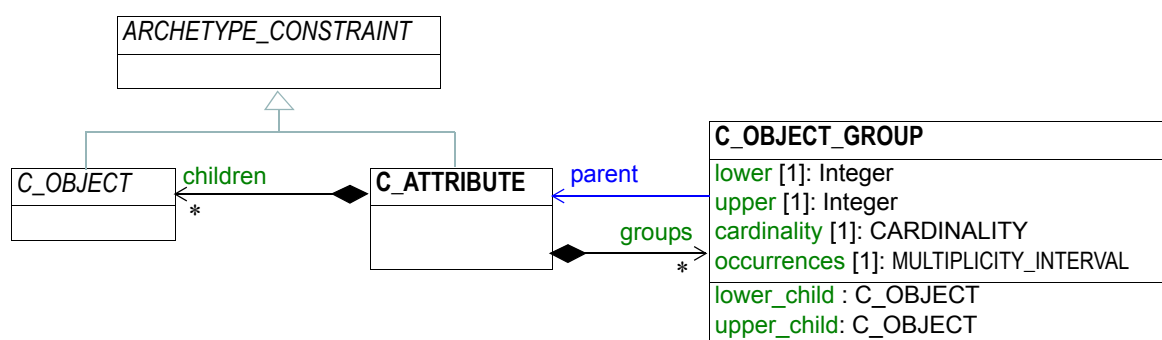 ARCHETYPE_CONSTRAINT
C_OBJECT
children
*
C_ATTRIBUTE
parent
groups
*
C_OBJECT_GROUP
lower [1]: Integer
upper [1]: Integer
cardinality [1]: CARDINALITY
occurrences [1]: MULTIPLICITY_INTERVAL
lower_child : C_OBJECT
upper_child: C_OBJECT